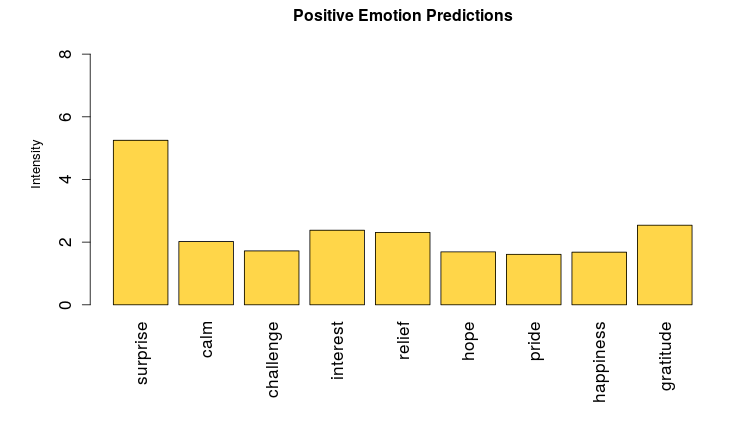 Positive Emotion Predictions
Intensity
8
6
4
2
0
surprise
calm
challenge
interest
relief
hope
pride
happiness
gratitude